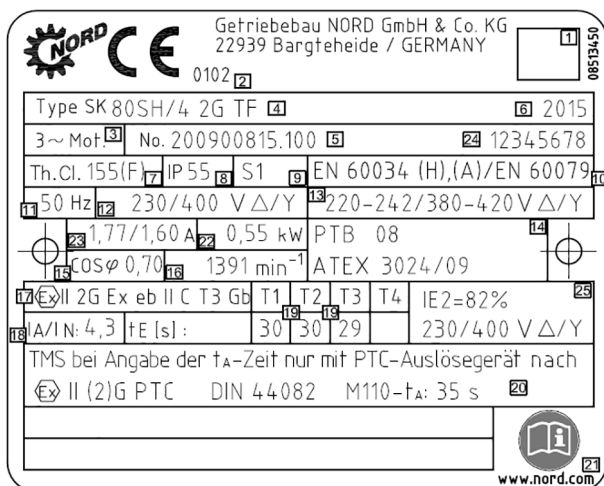 NORD CE Getriebebau NORD GmbH & Co. KG 1
22939 Bargteheide / GERMANY
0102 2
08513450
Type SK 80SH/4 2G TF 4 6 2015
3~ Mot. 3 No. 200900815.100 5 24 12345678
Th.Cl. 155(F) 7 IP55 8 S1 9 EN 60034 (H),(A)/EN 60079 10
11 50 Hz 12 230/400 V Δ/Y 13 220-242/380-420V Δ/Y
23 1,77/1,60 A 22 0,55 kW PTB 08 14
15 COSφ 0,70 16 1391 min⁻¹ ATEX 3024/09
17 Ex II 2G Ex eb II C T3 Gb T1 T2 T3 T4 IE2=82% 25
19 19
18 IA/IN: 4,3 tE [s] : 30 30 29 230/400 V Δ/Y
TMS bei Angabe der tA-Zeit nur mit PTC-Auslösegerät nach
Ex II (2)G PTC DIN 44082 M110-tA: 35 s 20
i
21
www.nord.com